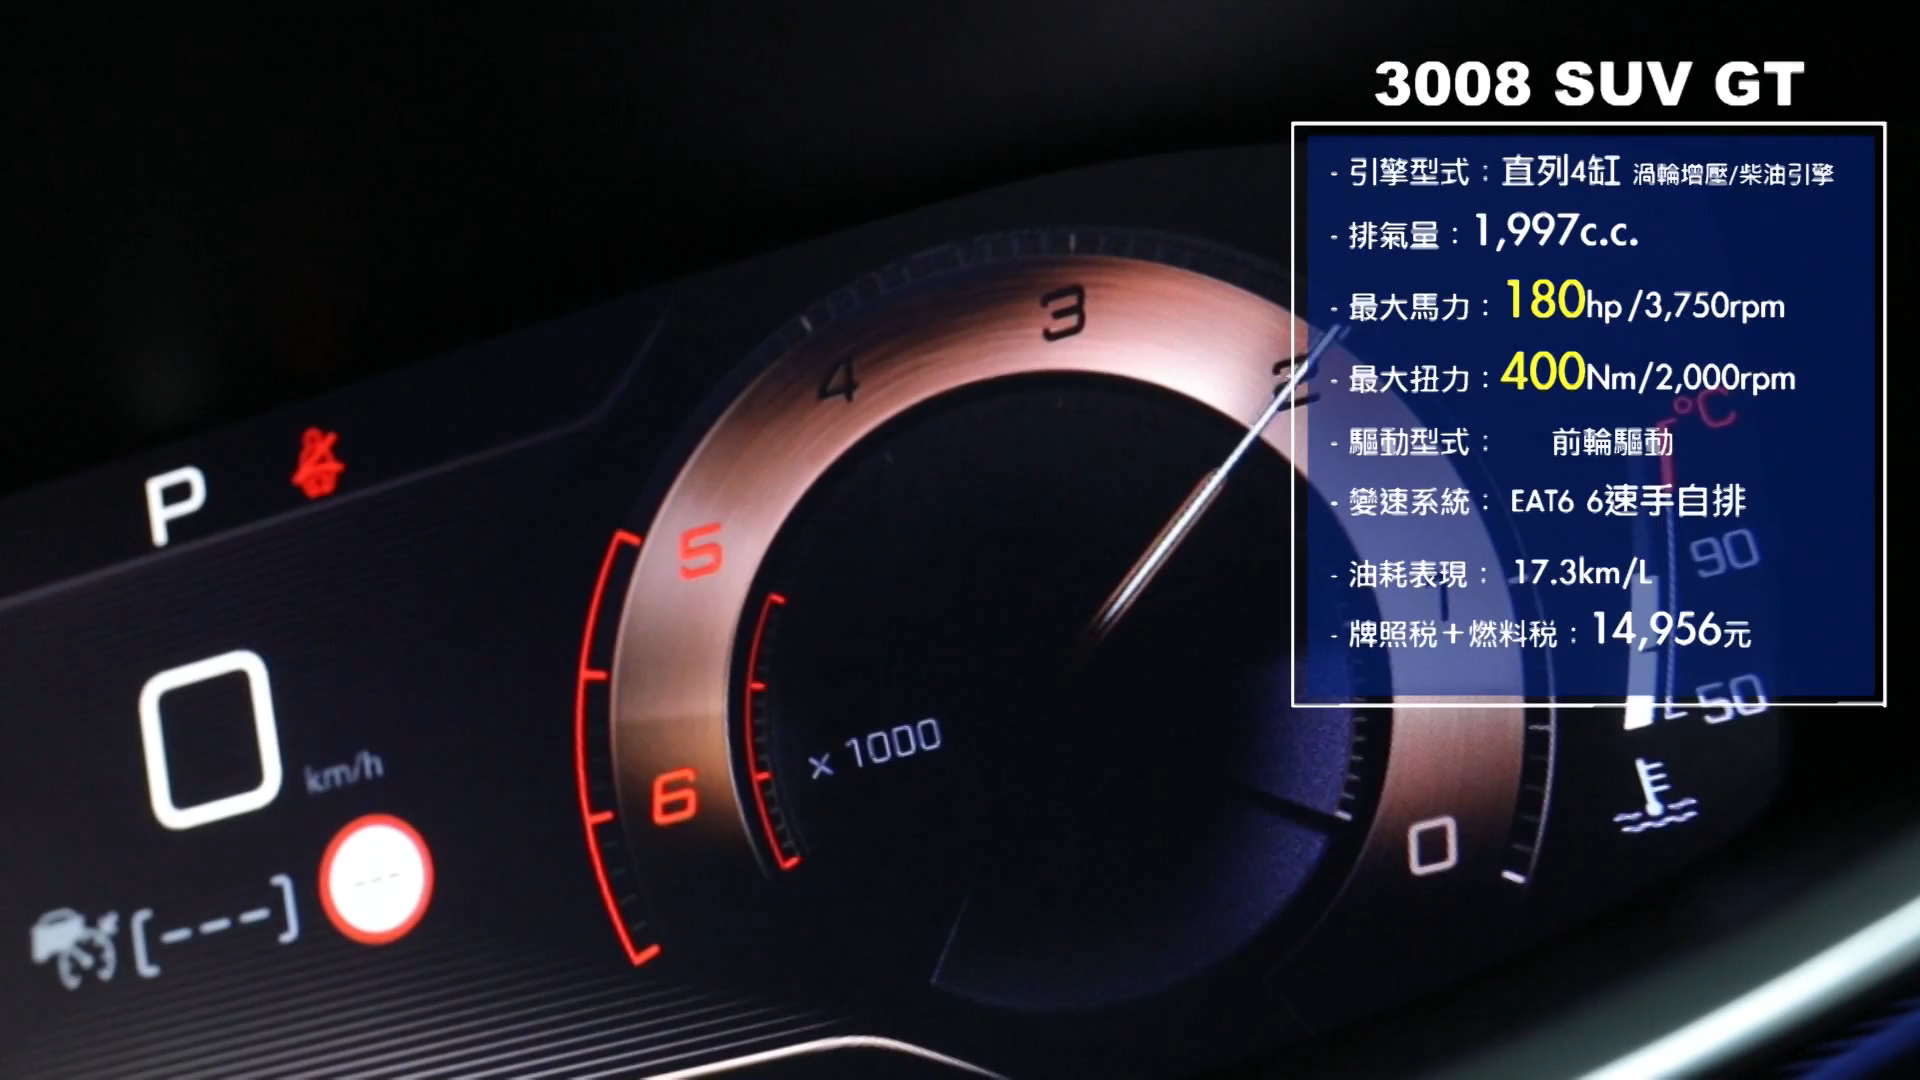 3008 SUV GT
- 引擎型式：直列4缸 渦輪增壓/柴油引擎
- 排氣量：1,997c.c.
- 最大馬力：180hp/3,750rpm
- 最大扭力：400Nm/2,000rpm
- 驅動型式： 前輪驅動
- 變速系統： EAT6 6速手自排
- 油耗表現： 17.3km/L
- 牌照稅＋燃料稅：14,956元
P
0 km/h
[---]
---
6
5
4
3
2
1
0
x 1000
°C
90
50